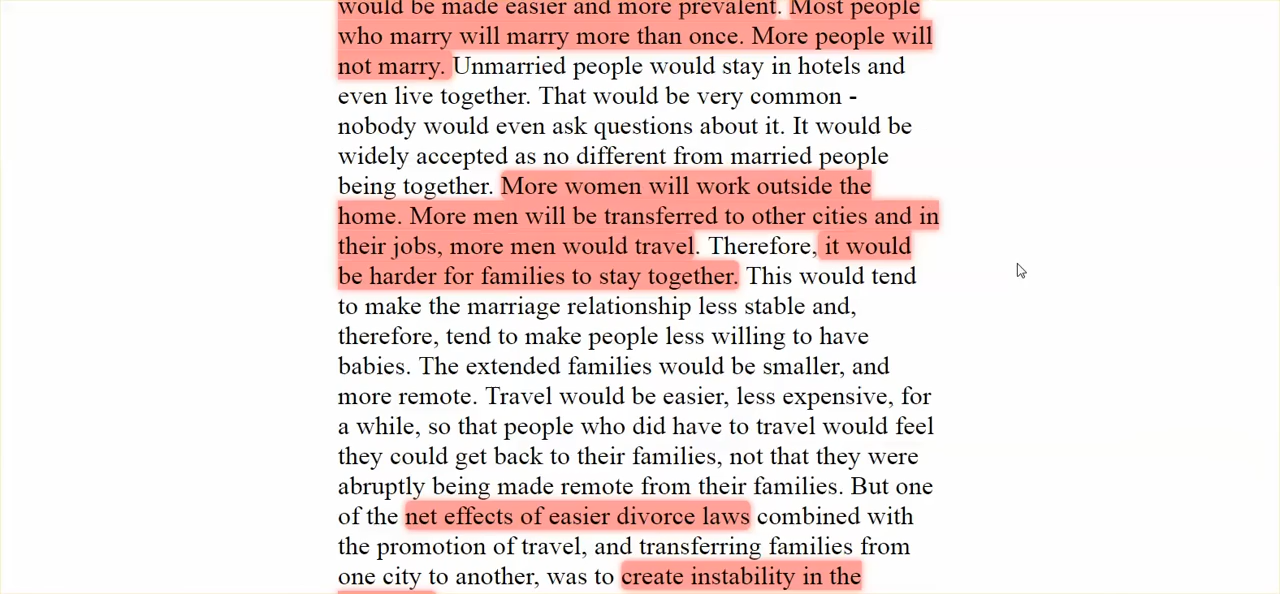 would be made easier and more prevalent. Most people
who marry will marry more than once. More people will
not marry. Unmarried people would stay in hotels and
even live together. That would be very common -
nobody would even ask questions about it. It would be
widely accepted as no different from married people
being together. More women will work outside the
home. More men will be transferred to other cities and in
their jobs, more men would travel. Therefore, it would
be harder for families to stay together. This would tend
to make the marriage relationship less stable and,
therefore, tend to make people less willing to have
babies. The extended families would be smaller, and
more remote. Travel would be easier, less expensive, for
a while, so that people who did have to travel would feel
they could get back to their families, not that they were
abruptly being made remote from their families. But one
of the net effects of easier divorce laws combined with
the promotion of travel, and transferring families from
one city to another, was to create instability in the